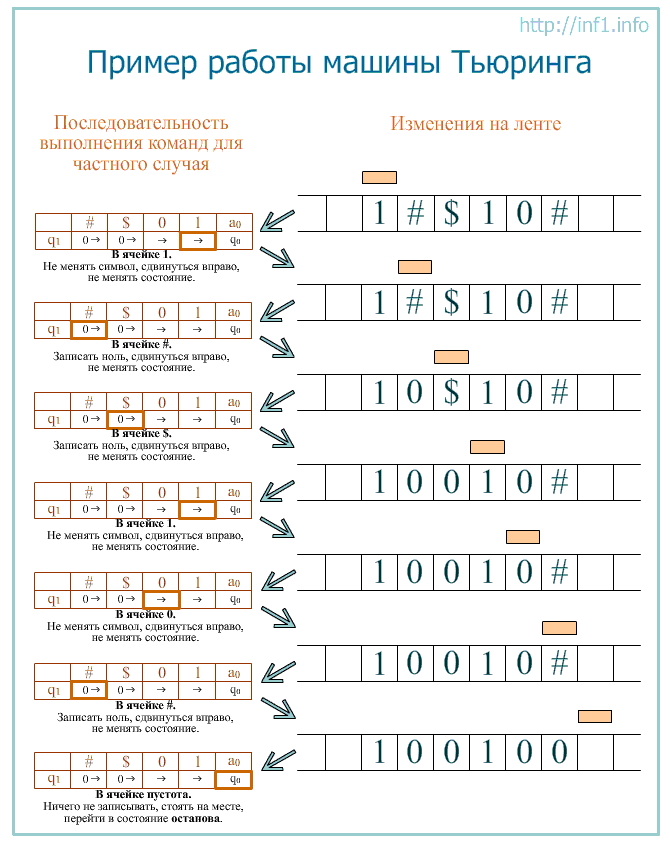 http://inf1.info
Пример работы машины Тьюринга
Последовательность
выполнения команд для
частного случая
Изменения на ленте
1 # $ 1 0 #
# $ 0 1 a₀
q₁ 0→ 0→ → → q₀
В ячейке 1.
Не менять символ, сдвинуться вправо,
не менять состояние.
1 # $ 1 0 #
# $ 0 1 a₀
q₁ 0→ 0→ → → q₀
В ячейке #.
Записать ноль, сдвинуться вправо,
не менять состояние.
1 0 $ 1 0 #
# $ 0 1 a₀
q₁ 0→ 0→ → → q₀
В ячейке $.
Записать ноль, сдвинуться вправо,
не менять состояние.
1 0 0 1 0 #
# $ 0 1 a₀
q₁ 0→ 0→ → → q₀
В ячейке 1.
Не менять символ, сдвинуться вправо,
не менять состояние.
1 0 0 1 0 #
# $ 0 1 a₀
q₁ 0→ 0→ → → q₀
В ячейке 0.
Не менять символ, сдвинуться вправо,
не менять состояние.
1 0 0 1 0 #
# $ 0 1 a₀
q₁ 0→ 0→ → → q₀
В ячейке #.
Записать ноль, сдвинуться вправо,
не менять состояние.
1 0 0 1 0 0
# $ 0 1 a₀
q₁ 0→ 0→ → → q₀
В ячейке пустота.
Ничего не записывать, стоять на месте,
перейти в состояние останова.